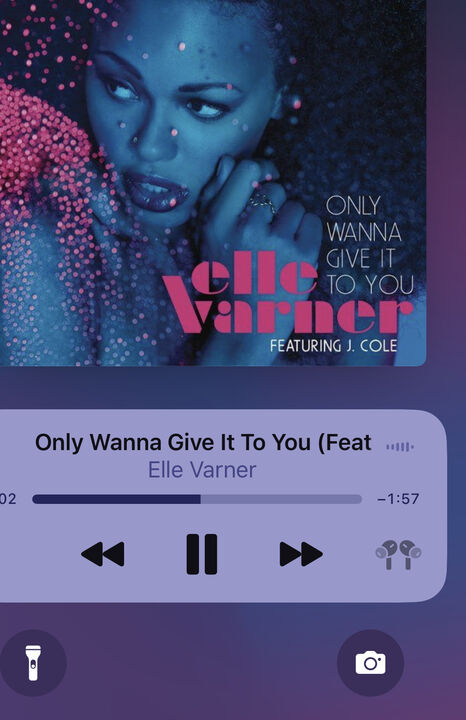 ONLY
WANNA
GIVE IT
TO YOU
elle
Varner
FEATURING J. COLE
Only Wanna Give It To You (Feat
Elle Varner
02
−1:57